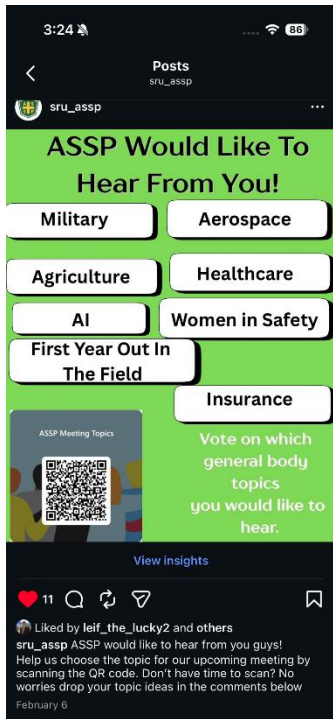 3:24
86
Posts
sru_assp
sru_assp
ASSP Would Like To
Hear From You!
Military
Aerospace
Agriculture
Healthcare
AI
Women in Safety
First Year Out In
The Field
Insurance
ASSP Meeting Topics
Vote on which
general body
topics
you would like to
hear.
View insights
11
Liked by leif_the_lucky2 and others
sru_assp ASSP would like to hear from you guys!
Help us choose the topic for our upcoming meeting by
scanning the QR code. Don't have time to scan? No
worries drop your topic ideas in the comments below
February 6